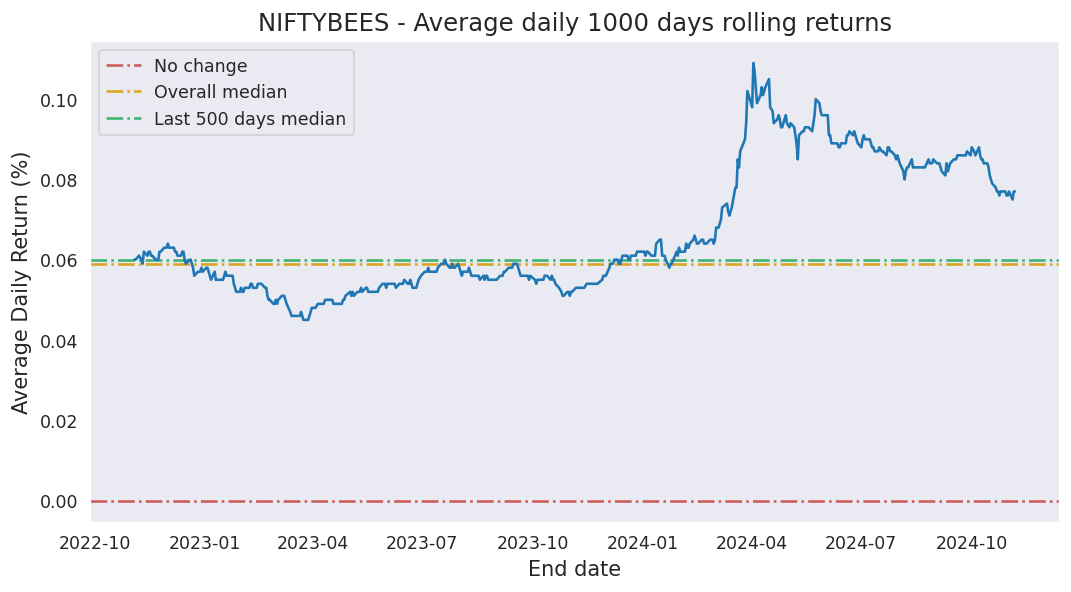 NIFTYBEES - Average daily 1000 days rolling returns
No change
Overall median
Last 500 days median
Average Daily Return (%)
0.10
0.08
0.06
0.04
0.02
0.00
2022-10 2023-01 2023-04 2023-07 2023-10 2024-01 2024-04 2024-07 2024-10
End date